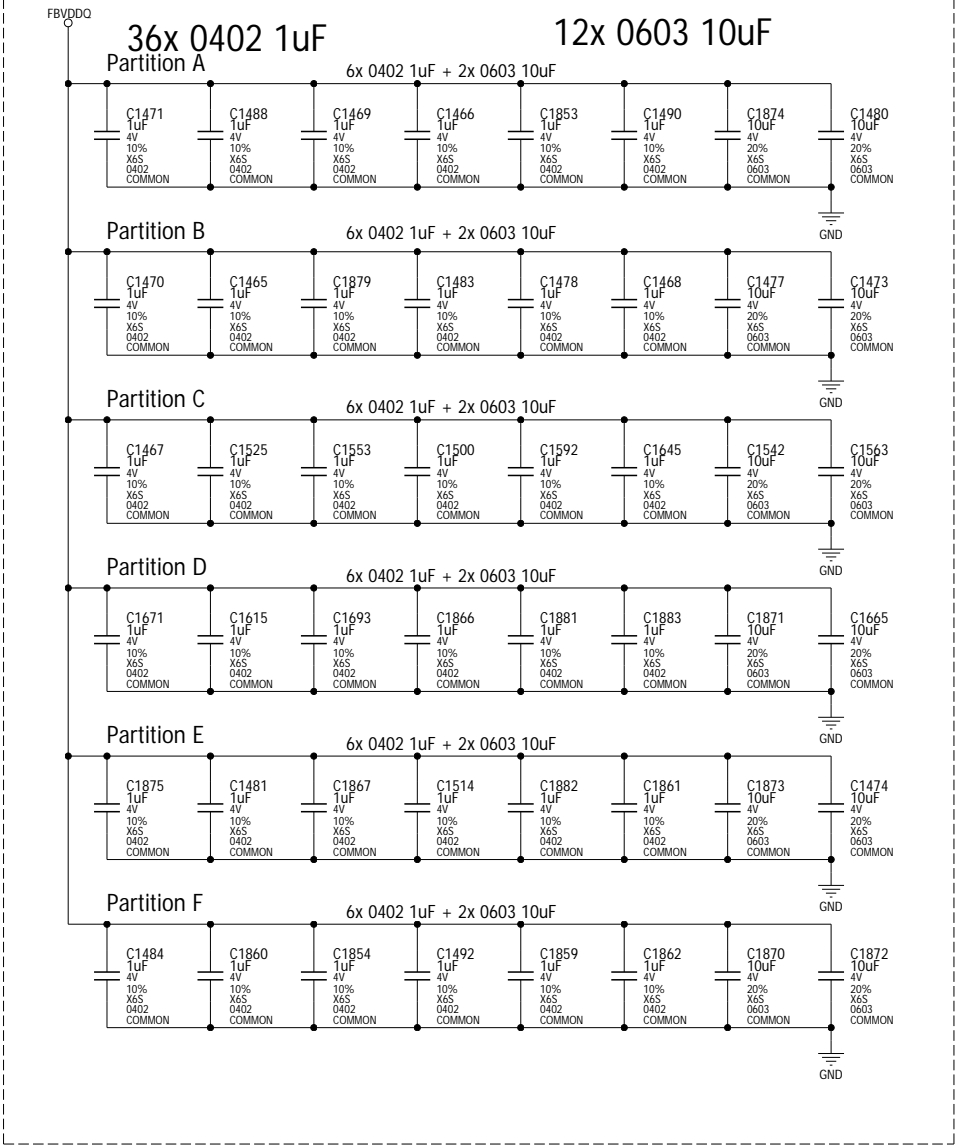 FBVDDQ
36x 0402 1uF
12x 0603 10uF
Partition A
6x 0402 1uF + 2x 0603 10uF
C1471
1uF
4V
10%
X6S
0402
COMMON
C1488
1uF
4V
10%
X6S
0402
COMMON
C1469
1uF
4V
10%
X6S
0402
COMMON
C1466
1uF
4V
10%
X6S
0402
COMMON
C1853
1uF
4V
10%
X6S
0402
COMMON
C1490
1uF
4V
10%
X6S
0402
COMMON
C1874
10uF
4V
20%
X6S
0603
COMMON
C1480
10uF
4V
20%
X6S
0603
COMMON
GND
Partition B
6x 0402 1uF + 2x 0603 10uF
C1470
1uF
4V
10%
X6S
0402
COMMON
C1465
1uF
4V
10%
X6S
0402
COMMON
C1879
1uF
4V
10%
X6S
0402
COMMON
C1483
1uF
4V
10%
X6S
0402
COMMON
C1478
1uF
4V
10%
X6S
0402
COMMON
C1468
1uF
4V
10%
X6S
0402
COMMON
C1477
10uF
4V
20%
X6S
0603
COMMON
C1473
10uF
4V
20%
X6S
0603
COMMON
GND
Partition C
6x 0402 1uF + 2x 0603 10uF
C1467
1uF
4V
10%
X6S
0402
COMMON
C1525
1uF
4V
10%
X6S
0402
COMMON
C1553
1uF
4V
10%
X6S
0402
COMMON
C1500
1uF
4V
10%
X6S
0402
COMMON
C1592
1uF
4V
10%
X6S
0402
COMMON
C1645
1uF
4V
10%
X6S
0402
COMMON
C1542
10uF
4V
20%
X6S
0603
COMMON
C1563
10uF
4V
20%
X6S
0603
COMMON
GND
Partition D
6x 0402 1uF + 2x 0603 10uF
C1671
1uF
4V
10%
X6S
0402
COMMON
C1615
1uF
4V
10%
X6S
0402
COMMON
C1693
1uF
4V
10%
X6S
0402
COMMON
C1866
1uF
4V
10%
X6S
0402
COMMON
C1881
1uF
4V
10%
X6S
0402
COMMON
C1883
1uF
4V
10%
X6S
0402
COMMON
C1871
10uF
4V
20%
X6S
0603
COMMON
C1665
10uF
4V
20%
X6S
0603
COMMON
GND
Partition E
6x 0402 1uF + 2x 0603 10uF
C1875
1uF
4V
10%
X6S
0402
COMMON
C1481
1uF
4V
10%
X6S
0402
COMMON
C1867
1uF
4V
10%
X6S
0402
COMMON
C1514
1uF
4V
10%
X6S
0402
COMMON
C1882
1uF
4V
10%
X6S
0402
COMMON
C1861
1uF
4V
10%
X6S
0402
COMMON
C1873
10uF
4V
20%
X6S
0603
COMMON
C1474
10uF
4V
20%
X6S
0603
COMMON
GND
Partition F
6x 0402 1uF + 2x 0603 10uF
C1484
1uF
4V
10%
X6S
0402
COMMON
C1860
1uF
4V
10%
X6S
0402
COMMON
C1854
1uF
4V
10%
X6S
0402
COMMON
C1492
1uF
4V
10%
X6S
0402
COMMON
C1859
1uF
4V
10%
X6S
0402
COMMON
C1862
1uF
4V
10%
X6S
0402
COMMON
C1870
10uF
4V
20%
X6S
0603
COMMON
C1872
10uF
4V
20%
X6S
0603
COMMON
GND